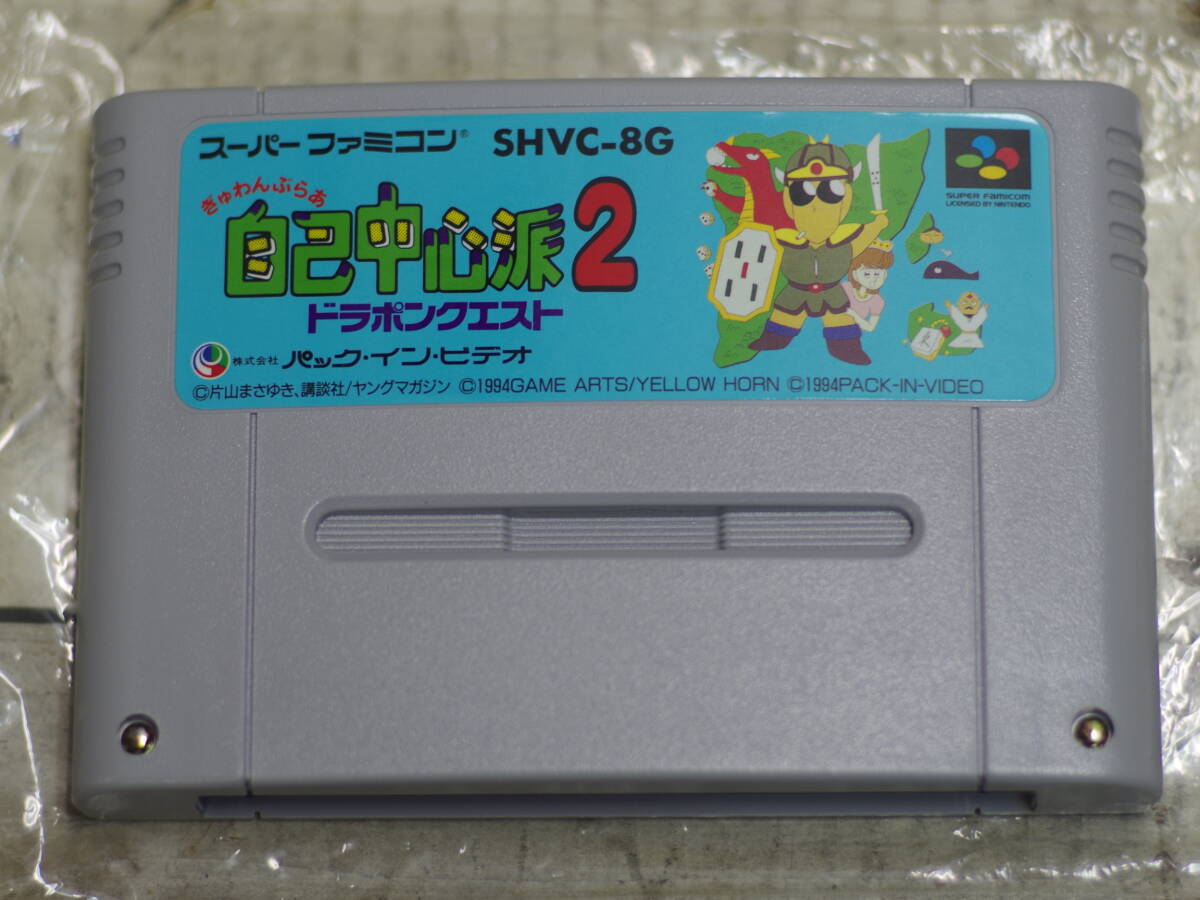 スーパーファミコン® SHVC-8G
ぎゅわんぶらあ
自己中心派2
ドラポンクエスト
株式会社 パック・イン・ビデオ
©片山まさゆき、講談社/ヤングマガジン ©1994GAME ARTS/YELLOW HORN ©1994PACK-IN-VIDEO
SUPER FAMICOM
LICENSED BY NINTENDO